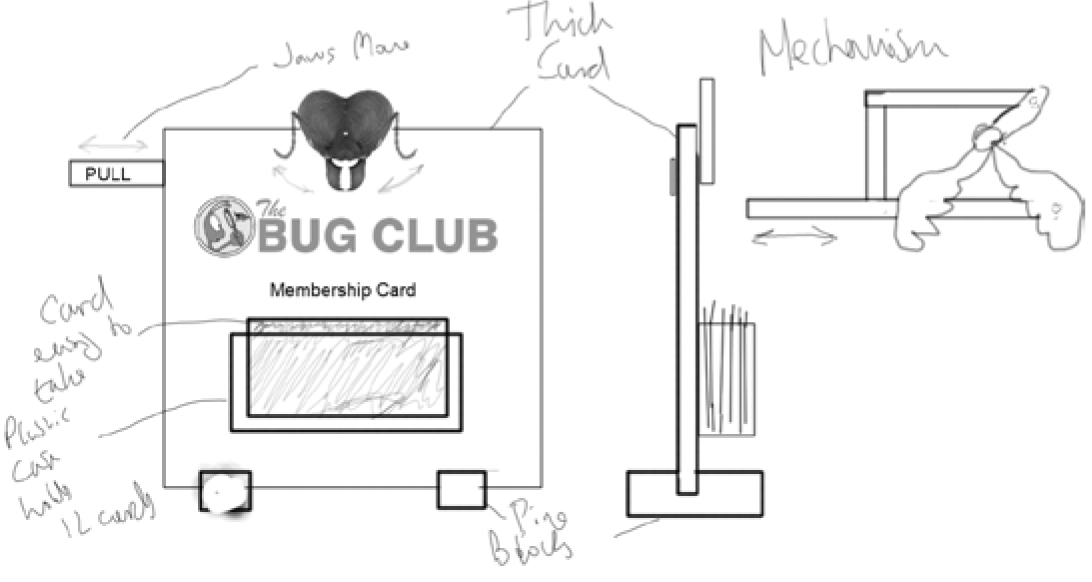 Jaws Move
Thick
Card
Mechanism
PULL
The
BUG CLUB
Membership Card
Card
easy to
take
Plastic
Case
holds
12 cards
Pine
Blocks